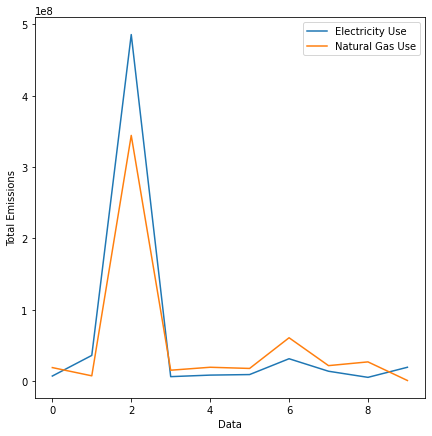 1e8
5
4
3
2
1
0
Total Emissions
Electricity Use
Natural Gas Use
0 2 4 6 8
Data